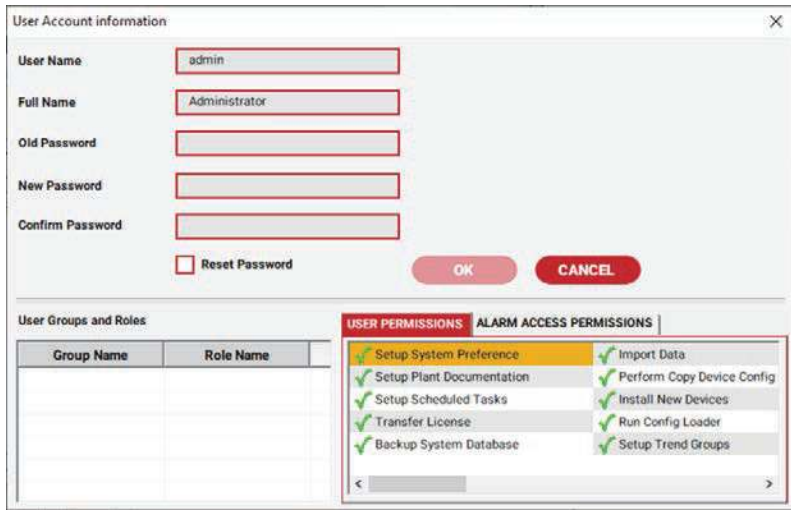 User Account information
User Name admin
Full Name Administrator
Old Password
New Password
Confirm Password
Reset Password OK CANCEL
User Groups and Roles
Group Name Role Name
USER PERMISSIONS ALARM ACCESS PERMISSIONS
Setup System Preference Import Data
Setup Plant Documentation Perform Copy Device Config
Setup Scheduled Tasks Install New Devices
Transfer License Run Config Loader
Backup System Database Setup Trend Groups